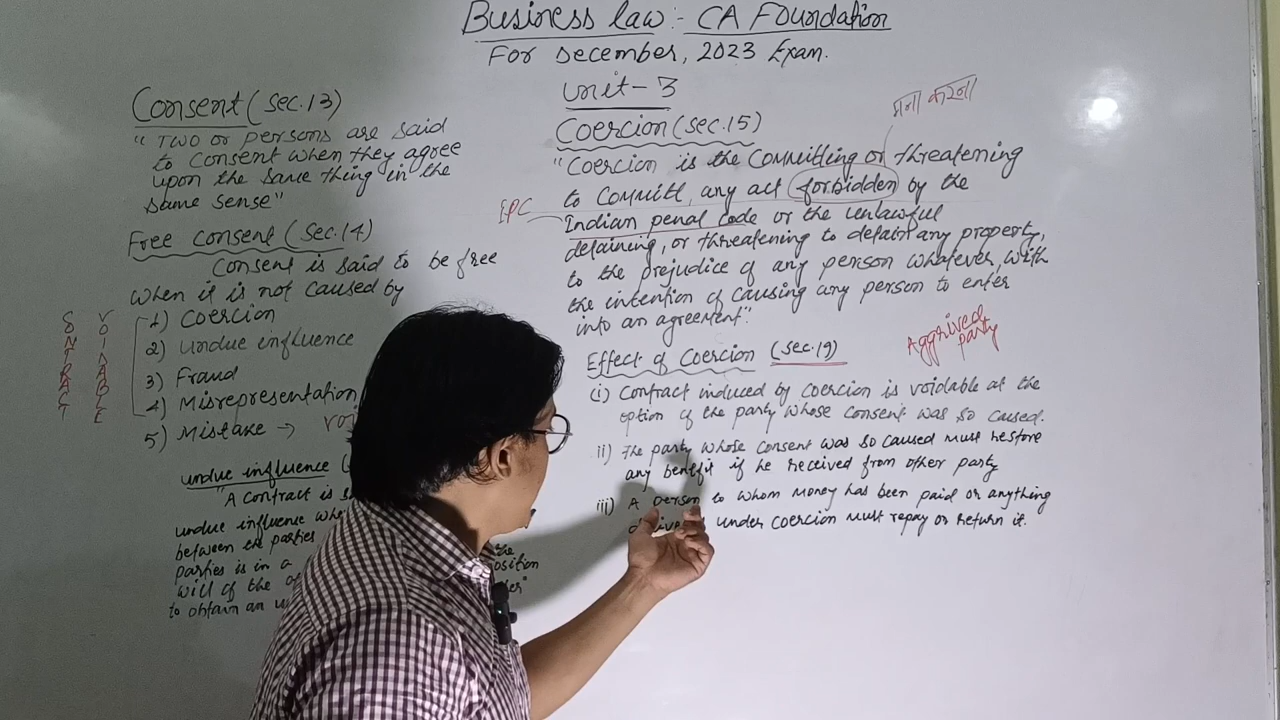 Business law :- CA Foundation
For December, 2023 Exam.
Unit - 3
Consent (Sec.13)
"Two or persons are said
to consent when they agree
upon the same thing in the
same sense"
Free Consent (Sec.14)
Consent is said to be free
when it is not caused by
1) Coercion
2) undue influence
3) Fraud
4) Misrepresentation
5) Mistake → voi
VOIDABLE
CONTRACT
undue influence (
"A contract is
undue influence whe
between the parties
parties is in a
the
will of the
osition
to obtain an
Coercion (Sec.15)
मना करना
"Coercion is the Committing or threatening
to committ, any act forbidden by the
IPC
Indian penal code or the unlawful
detaining, or threatening to detain any property,
to the prejudice of any person whatever, with
the intention of causing any person to enter
into an agreement".
Effect of Coercion (Sec.19)
Aggrived
party
(i) Contract induced by coercion is voidable at the
option of the party whose consent was so caused.
ii) The party whose consent was so caused must restore
any benefit if he received from other party
iii) A person to whom money has been paid or anything
under coercion must repay or return it.